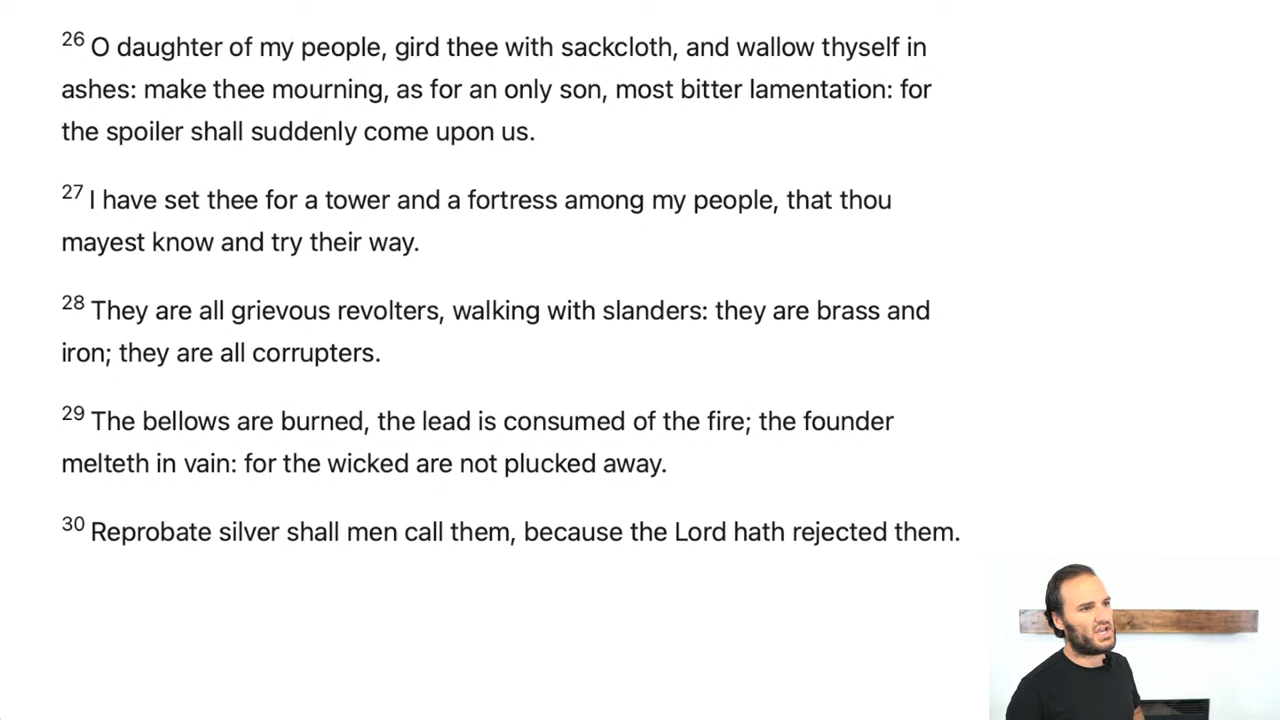 26 O daughter of my people, gird thee with sackcloth, and wallow thyself in
ashes: make thee mourning, as for an only son, most bitter lamentation: for
the spoiler shall suddenly come upon us.
27 I have set thee for a tower and a fortress among my people, that thou
mayest know and try their way.
28 They are all grievous revolters, walking with slanders: they are brass and
iron; they are all corrupters.
29 The bellows are burned, the lead is consumed of the fire; the founder
melteth in vain: for the wicked are not plucked away.
30 Reprobate silver shall men call them, because the Lord hath rejected them.